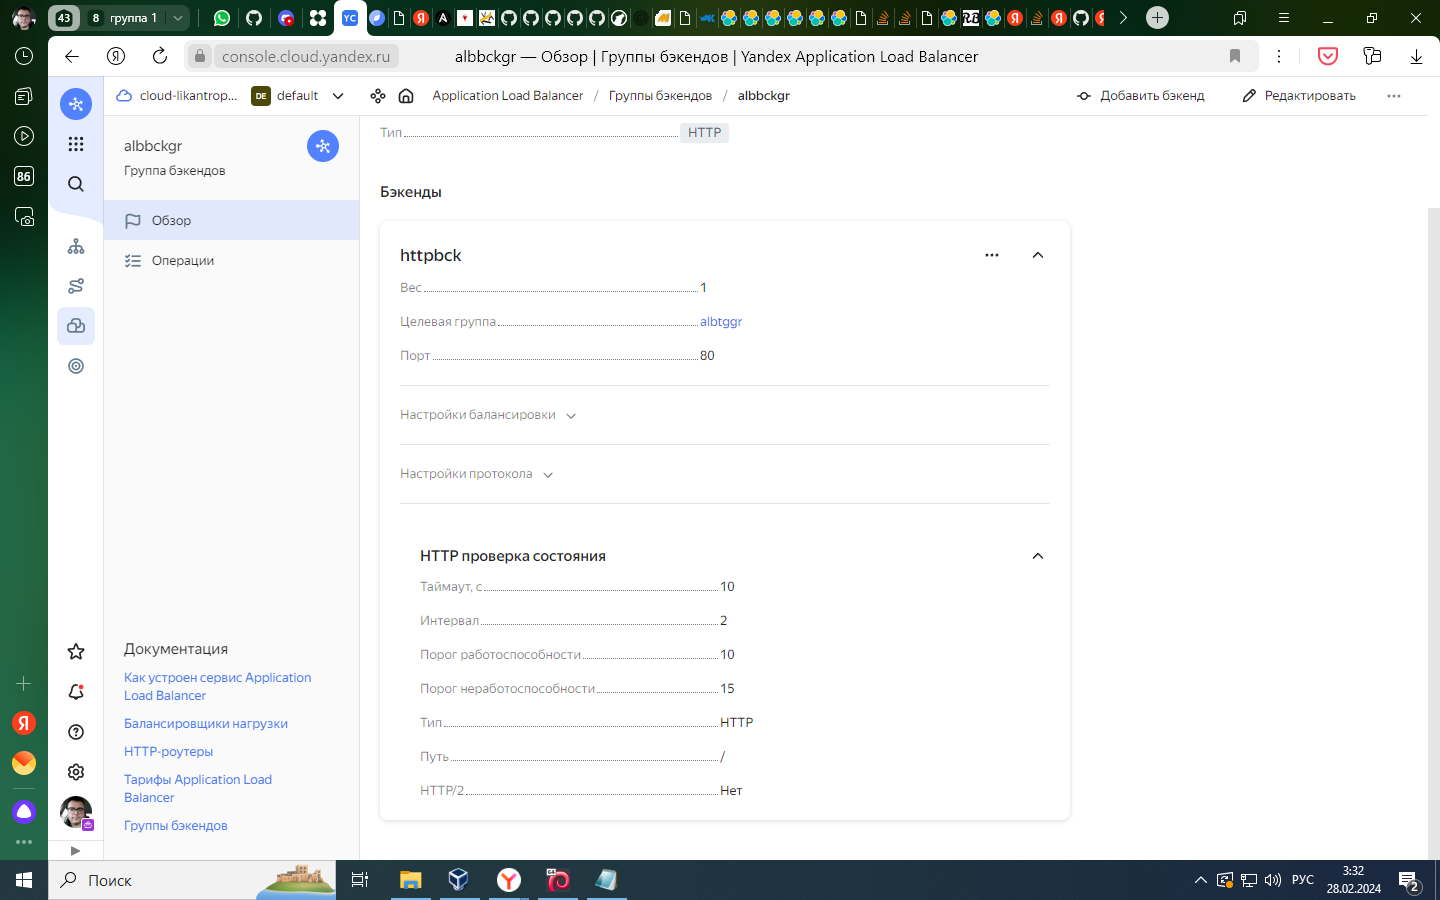 43
8 группа 1
YC
console.cloud.yandex.ru
albbckgr — Обзор | Группы бэкендов | Yandex Application Load Balancer
cloud-likantrop...
DE default
Application Load Balancer / Группы бэкендов / albbckgr
Добавить бэкенд
Редактировать
86
albbckgr
Группа бэкендов
Обзор
Операции
Тип HTTP
Бэкенды
httpbck
Вес 1
Целевая группа albtggr
Порт 80
Настройки балансировки
Настройки протокола
HTTP проверка состояния
Таймаут, с 10
Интервал 2
Порог работоспособности 10
Порог неработоспособности 15
Тип HTTP
Путь /
HTTP/2 Нет
Документация
Как устроен сервис Application
Load Balancer
Балансировщики нагрузки
HTTP-роутеры
Тарифы Application Load
Balancer
Группы бэкендов
Поиск
РУС
3:32
28.02.2024
2